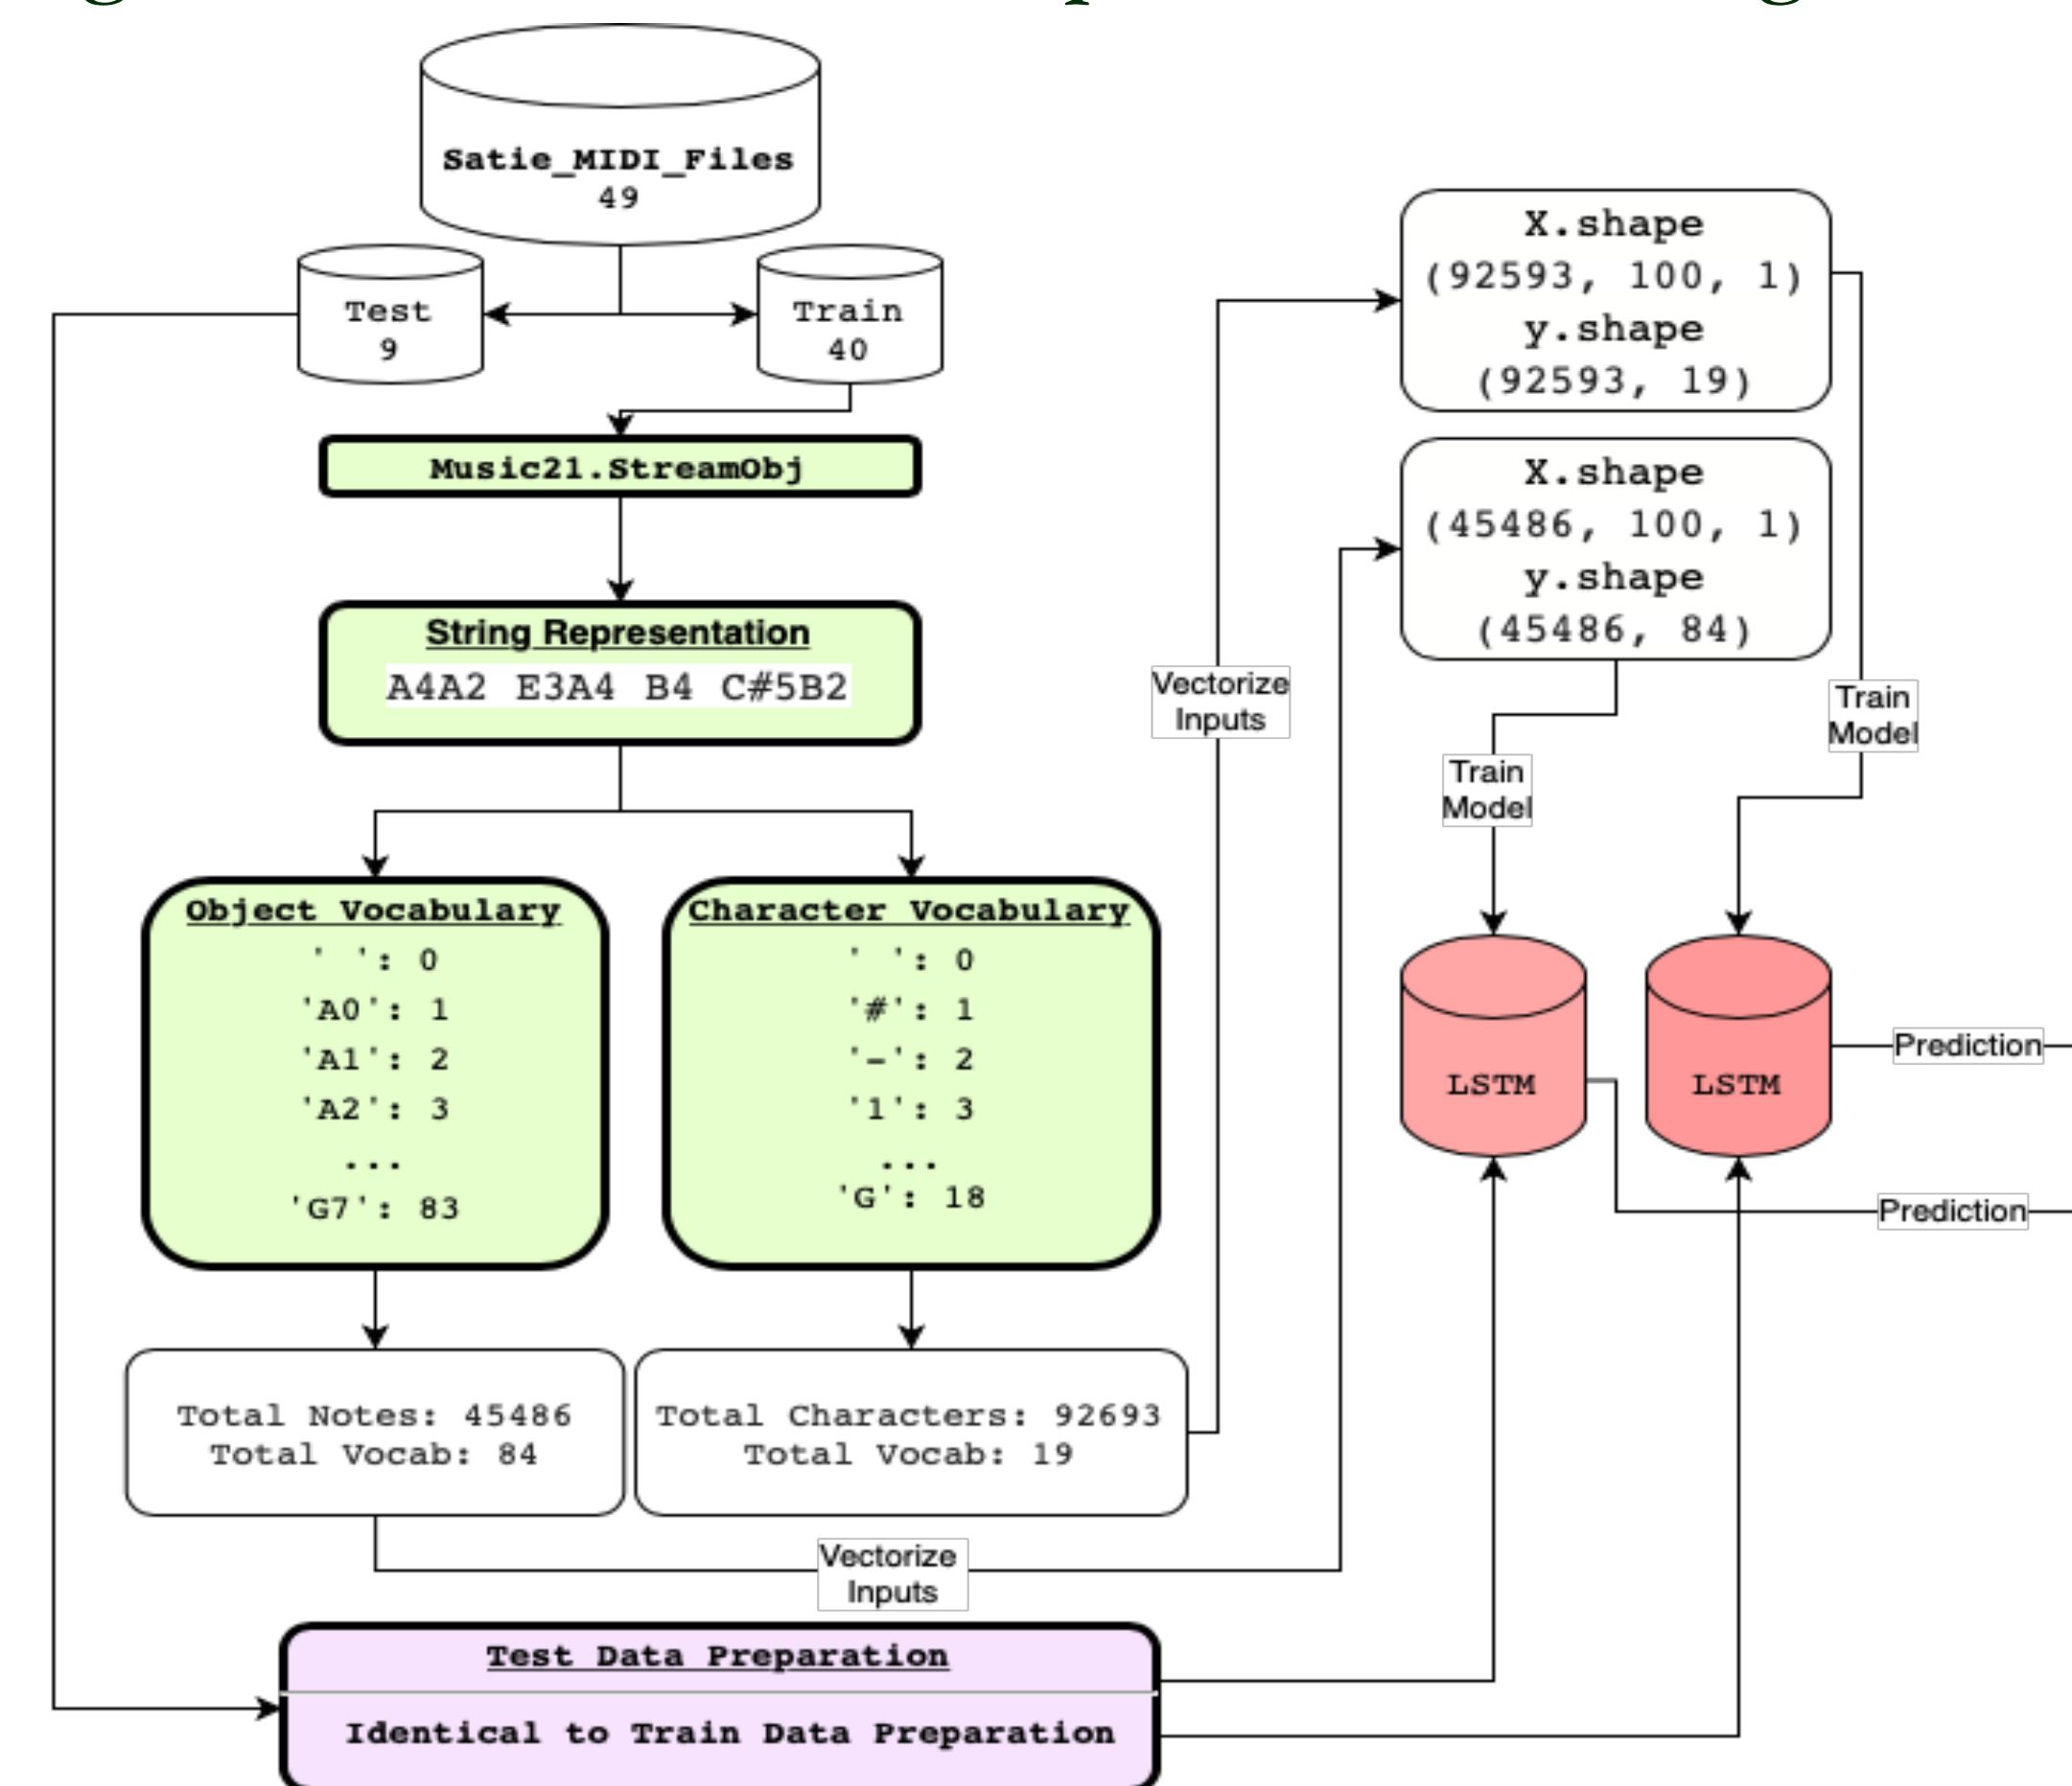 Satie_MIDI_Files
49
Test
9
Train
40
Music21.StreamObj
String Representation
A4A2 E3A4 B4 C#5B2
Object Vocabulary
' ': 0
'A0': 1
'A1': 2
'A2': 3
...
'G7': 83
Character Vocabulary
' ': 0
'#': 1
'-': 2
'1': 3
...
'G': 18
Total Notes: 45486
Total Vocab: 84
Total Characters: 92693
Total Vocab: 19
Vectorize
Inputs
Vectorize
Inputs
Test Data Preparation
Identical to Train Data Preparation
X.shape
(92593, 100, 1)
y.shape
(92593, 19)
X.shape
(45486, 100, 1)
y.shape
(45486, 84)
Train
Model
Train
Model
LSTM
LSTM
Prediction
Prediction